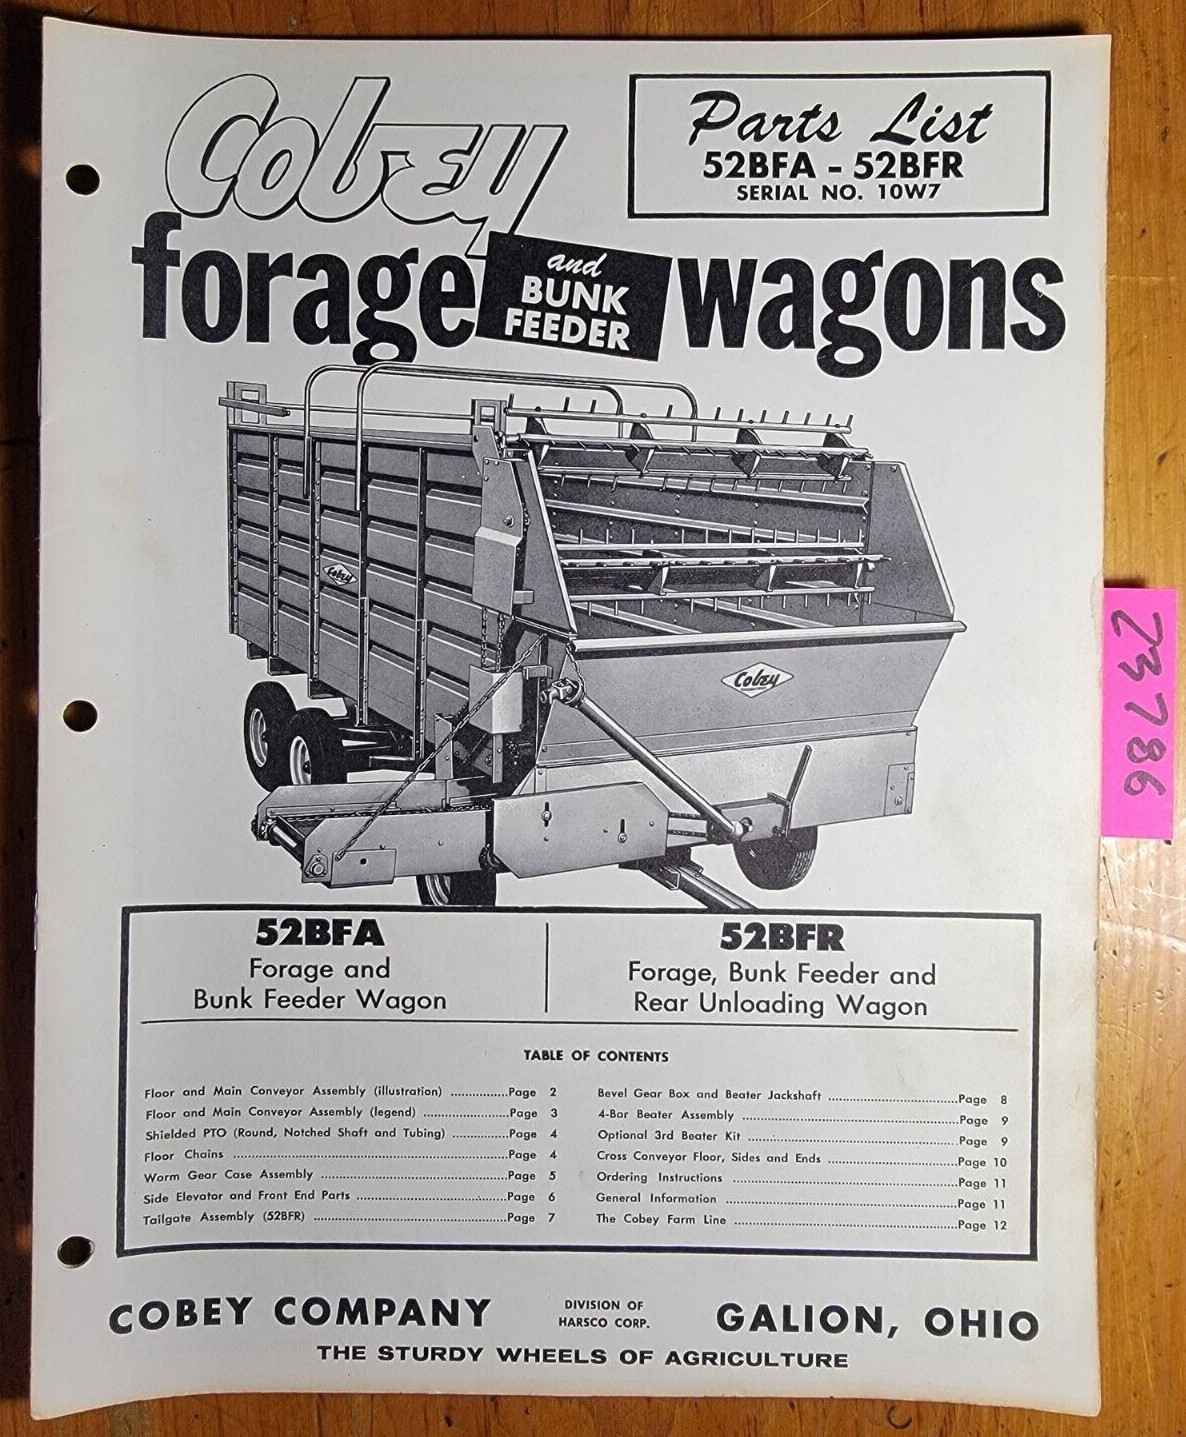 Cobey
Parts List
52BFA - 52BFR
SERIAL NO. 10W7
forage and BUNK FEEDER wagons
Cobey
Cobey
23786
52BFA
Forage and
Bunk Feeder Wagon
52BFR
Forage, Bunk Feeder and
Rear Unloading Wagon
TABLE OF CONTENTS
Floor and Main Conveyor Assembly (illustration) ...............Page 2
Floor and Main Conveyor Assembly (legend) ....................Page 3
Shielded PTO (Round, Notched Shaft and Tubing) ...............Page 4
Floor Chains ....................Page 4
Worm Gear Case Assembly ....................Page 5
Side Elevator and Front End Parts ....................Page 6
Tailgate Assembly (52BFR) ....................Page 7
Bevel Gear Box and Beater Jackshaft ....................Page 8
4-Bar Beater Assembly ....................Page 9
Optional 3rd Beater Kit ....................Page 9
Cross Conveyor Floor, Sides and Ends ....................Page 10
Ordering Instructions ....................Page 11
General Information ....................Page 11
The Cobey Farm Line ....................Page 12
COBEY COMPANY
DIVISION OF
HARSCO CORP.
GALION, OHIO
THE STURDY WHEELS OF AGRICULTURE